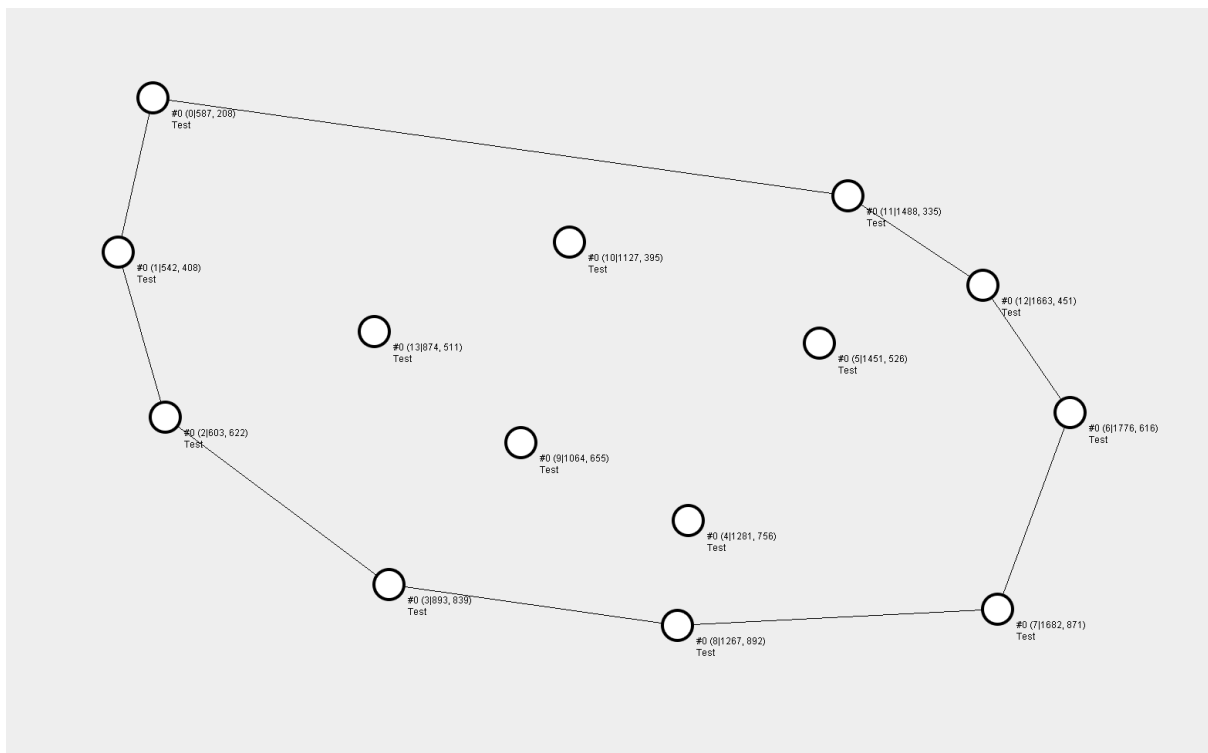 #0 (0|587, 208)
Test
#0 (11|1488, 335)
Test
#0 (10|1127, 395)
Test
#0 (1|542, 408)
Test
#0 (12|1663, 451)
Test
#0 (13|874, 511)
Test
#0 (5|1451, 526)
Test
#0 (6|1776, 616)
Test
#0 (2|603, 622)
Test
#0 (9|1064, 655)
Test
#0 (4|1281, 756)
Test
#0 (3|893, 839)
Test
#0 (7|1682, 871)
Test
#0 (8|1267, 892)
Test